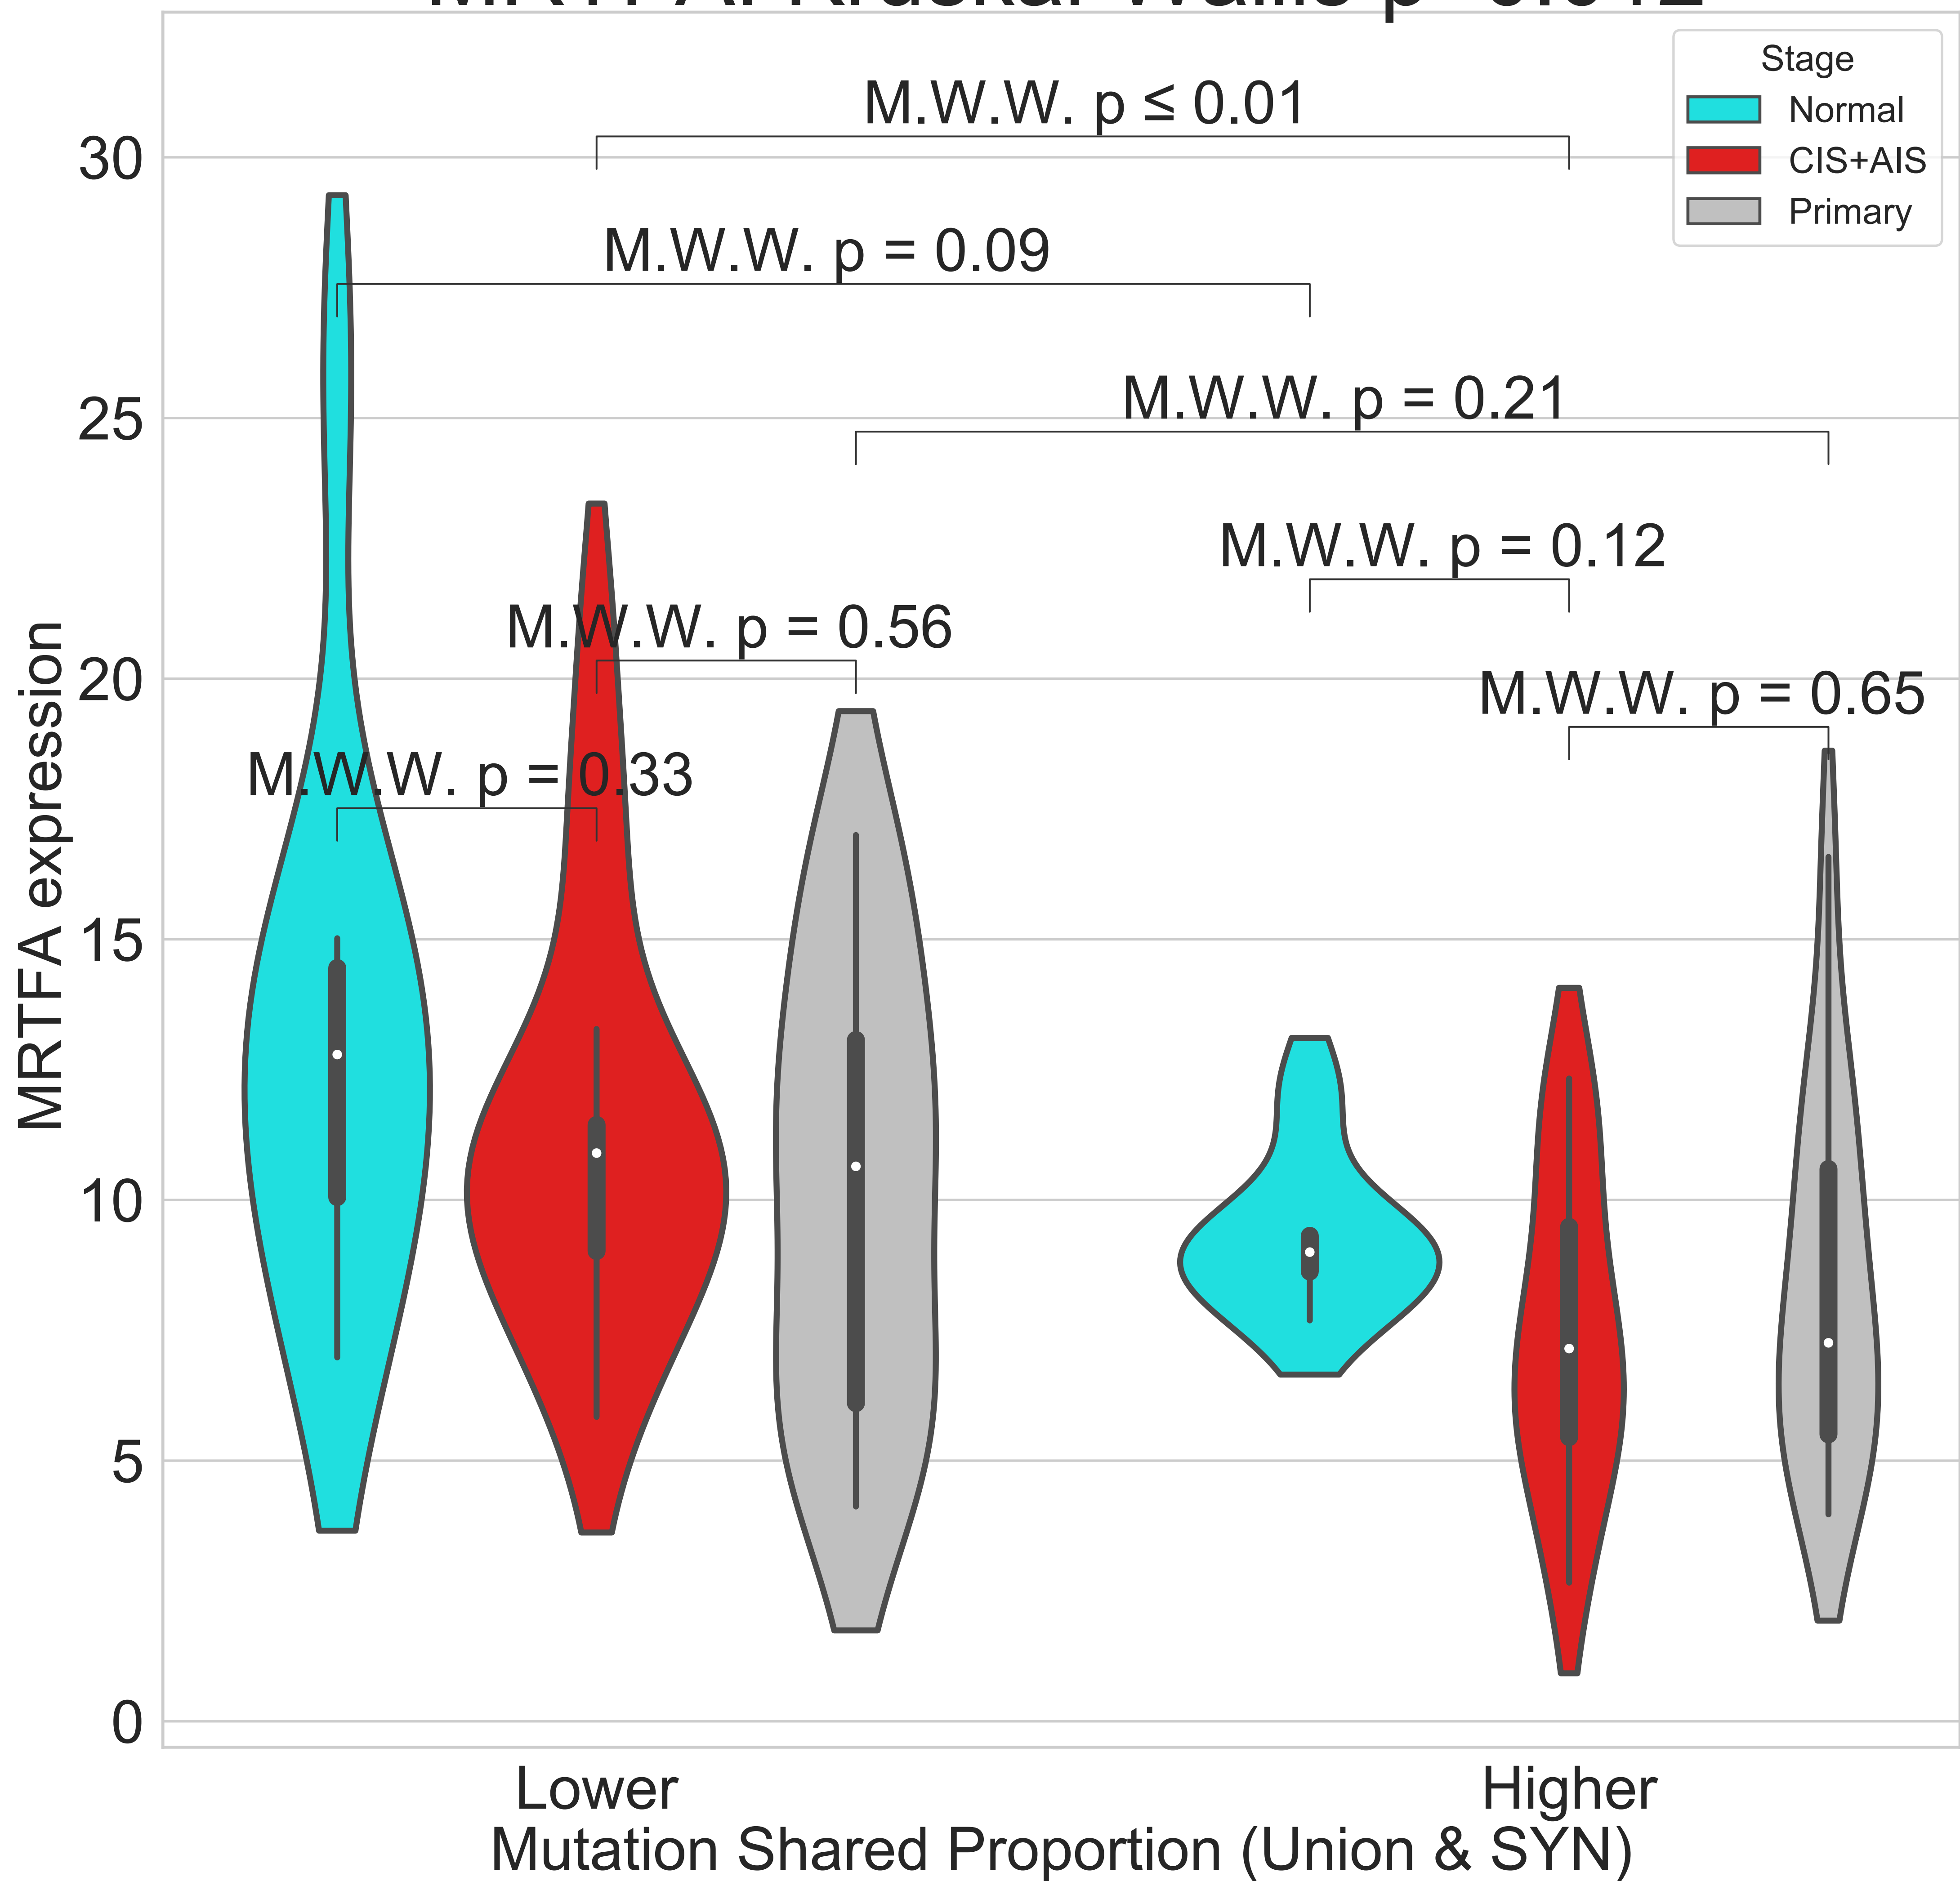 Stage
Normal
CIS+AIS
Primary
M.W.W. p ≤ 0.01
M.W.W. p = 0.09
M.W.W. p = 0.21
M.W.W. p = 0.12
M.W.W. p = 0.56
M.W.W. p = 0.65
M.W.W. p = 0.33
MRTFA expression
30
25
20
15
10
5
0
Lower
Higher
Mutation Shared Proportion (Union & SYN)